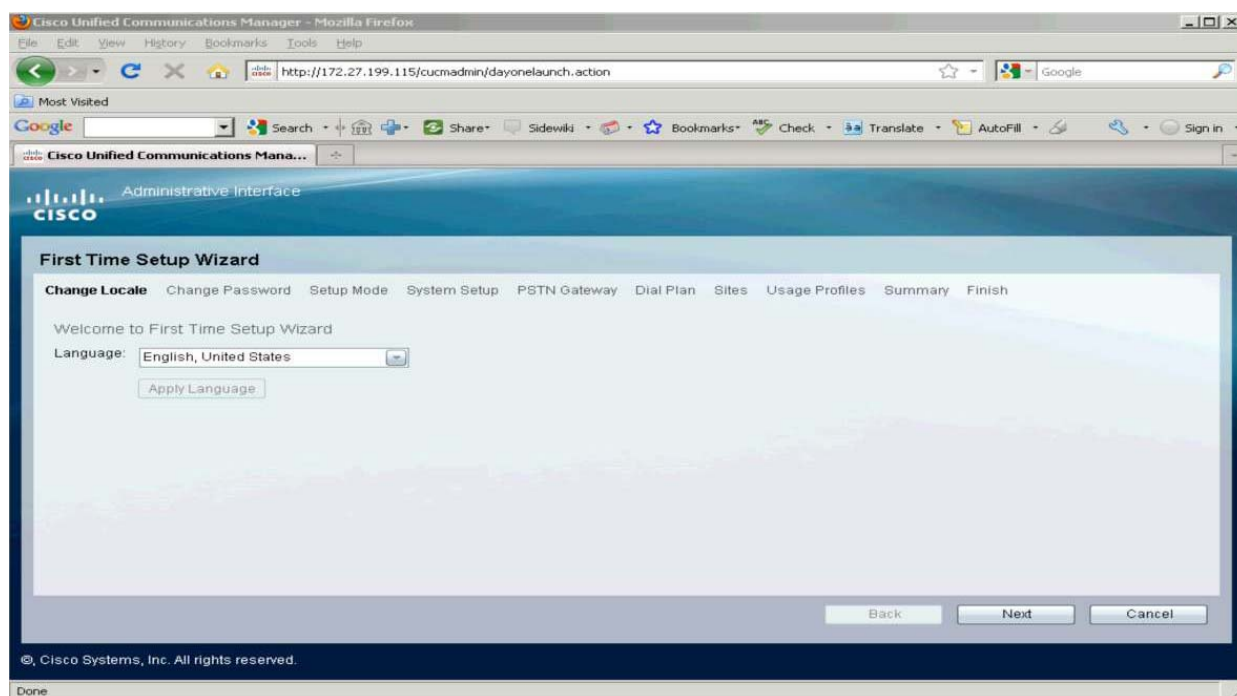 Cisco Unified Communications Manager - Mozilla Firefox
File Edit View History Bookmarks Tools Help
http://172.27.199.115/cucmadmin/dayonelaunch.action
Google
Most Visited
Google Search Share Sidewiki Bookmarks ABC Check Translate AutoFill Sign in
Cisco Unified Communications Mana...
CISCO Administrative Interface
First Time Setup Wizard
Change Locale Change Password Setup Mode System Setup PSTN Gateway Dial Plan Sites Usage Profiles Summary Finish
Welcome to First Time Setup Wizard
Language: English, United States
Apply Language
Back Next Cancel
©, Cisco Systems, Inc. All rights reserved.
Done